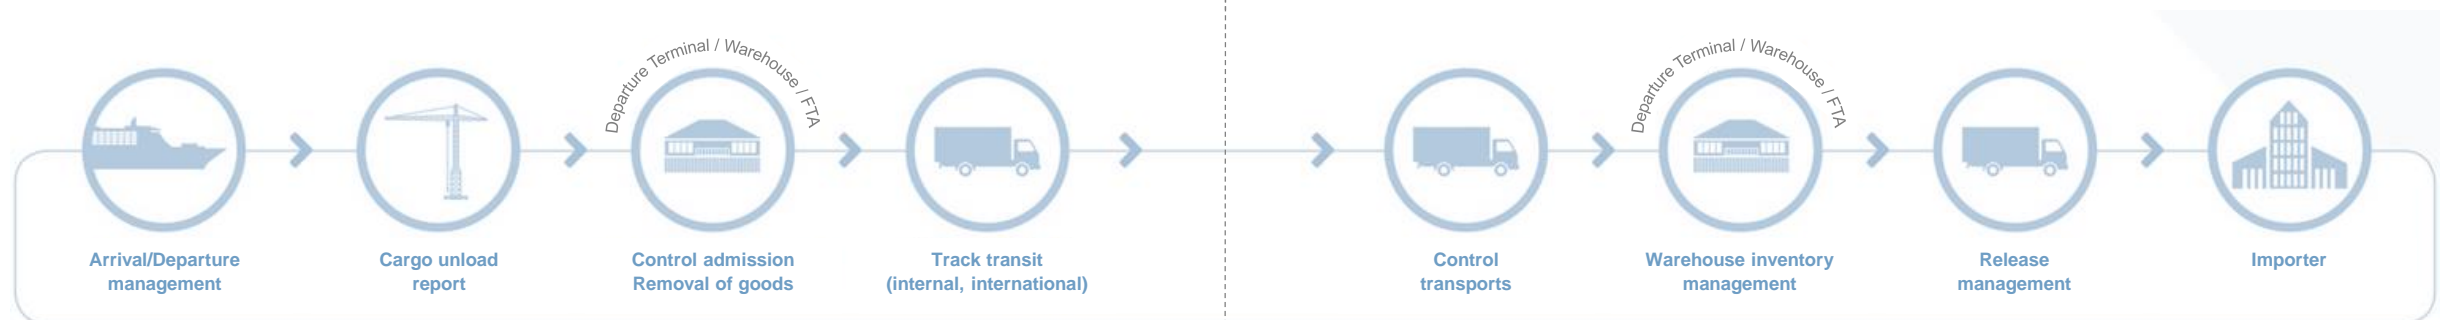 Departure Terminal / Warehouse / FTA
Departure Terminal / Warehouse / FTA
Arrival/Departure
management
Cargo unload
report
Control admission
Removal of goods
Track transit
(internal, international)
Control
transports
Warehouse inventory
management
Release
management
Importer